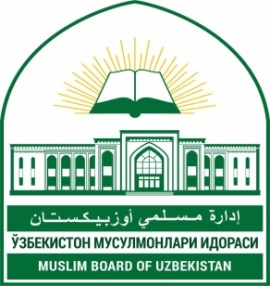 إدارة مسلمي أوزبيكستان
ЎЗБЕКИСТОН МУСУЛМОНЛАРИ ИДОРАСИ
MUSLIM BOARD OF UZBEKISTAN